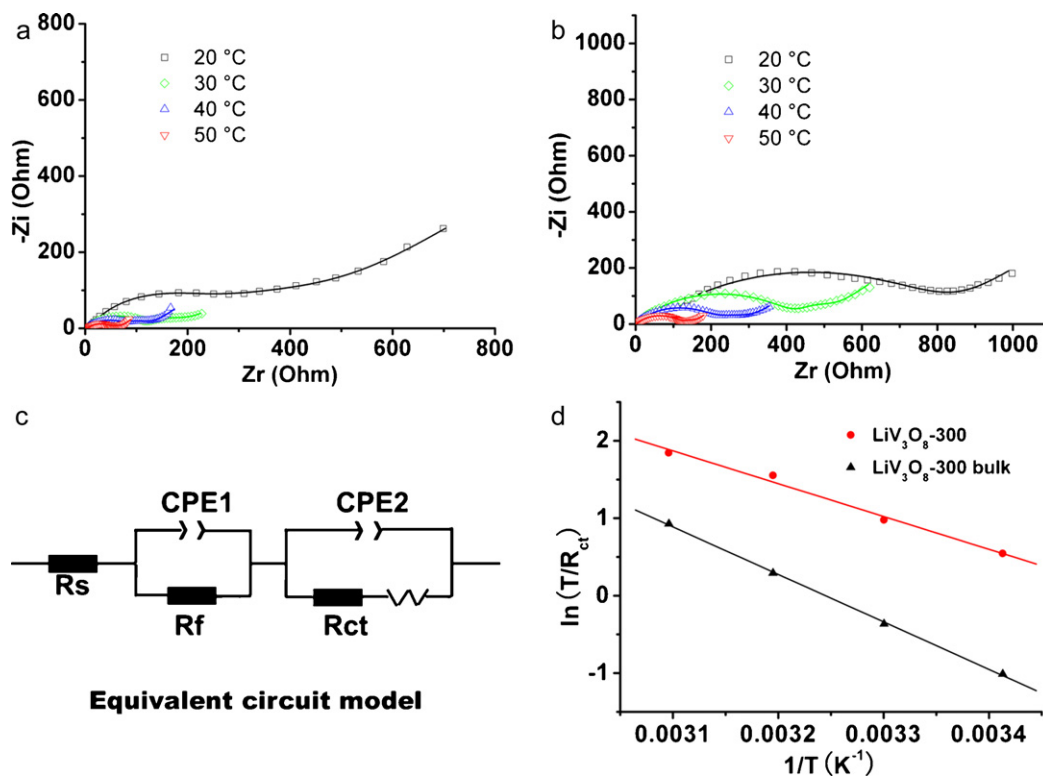 a
20 °C
30 °C
40 °C
50 °C
-Zi (Ohm)
800
600
400
200
0
0 200 400 600 800
Zr (Ohm)
b
20 °C
30 °C
40 °C
50 °C
-Zi (Ohm)
1000
800
600
400
200
0
0 200 400 600 800 1000
Zr (Ohm)
c
CPE1 CPE2
Rs
Rf Rct
Equivalent circuit model
d
LiV₃O₈-300
LiV₃O₈-300 bulk
ln (T/R_ct)
2
1
0
-1
0.0031 0.0032 0.0033 0.0034
1/T (K⁻¹)